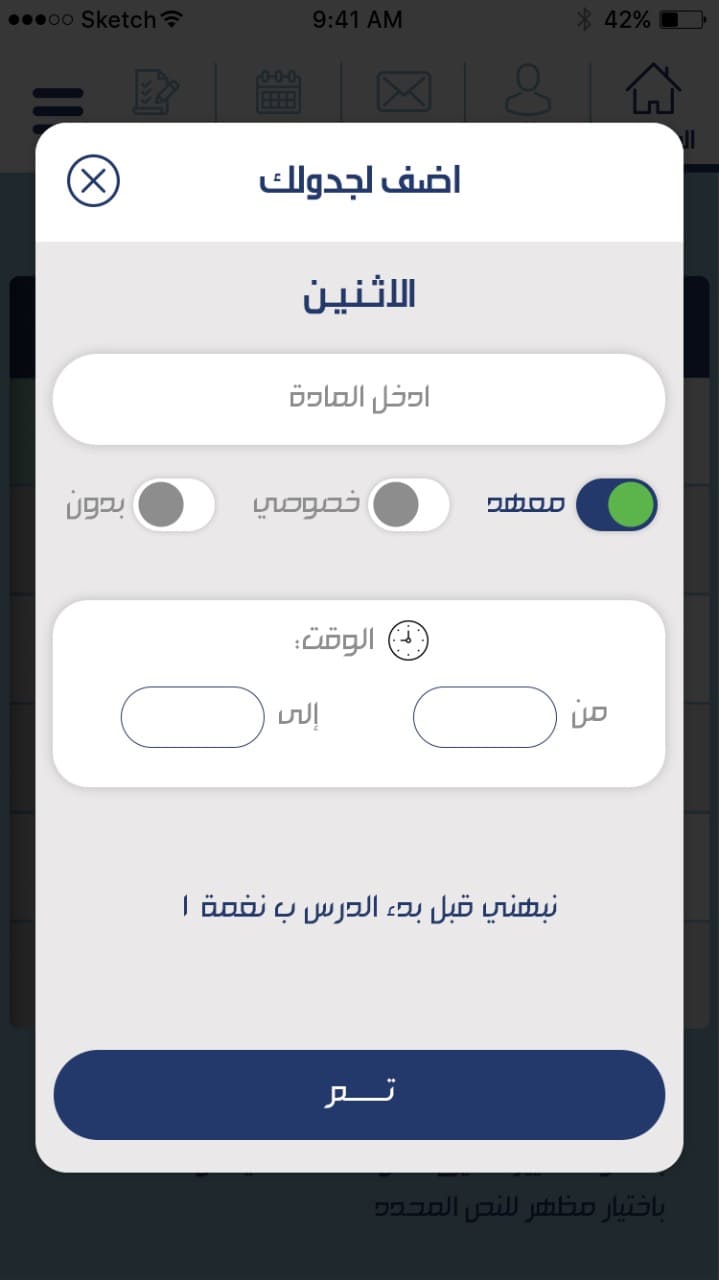 Sketch 9:41 AM 42%
اضف لجدولك
الاثنين
ادخل المادة
معهد خصوصي بدون
الوقت:
من إلى
نبهني قبل بدء الدرس ب نغمة ا
تـــم
باختيار مظهر للنص المحدد